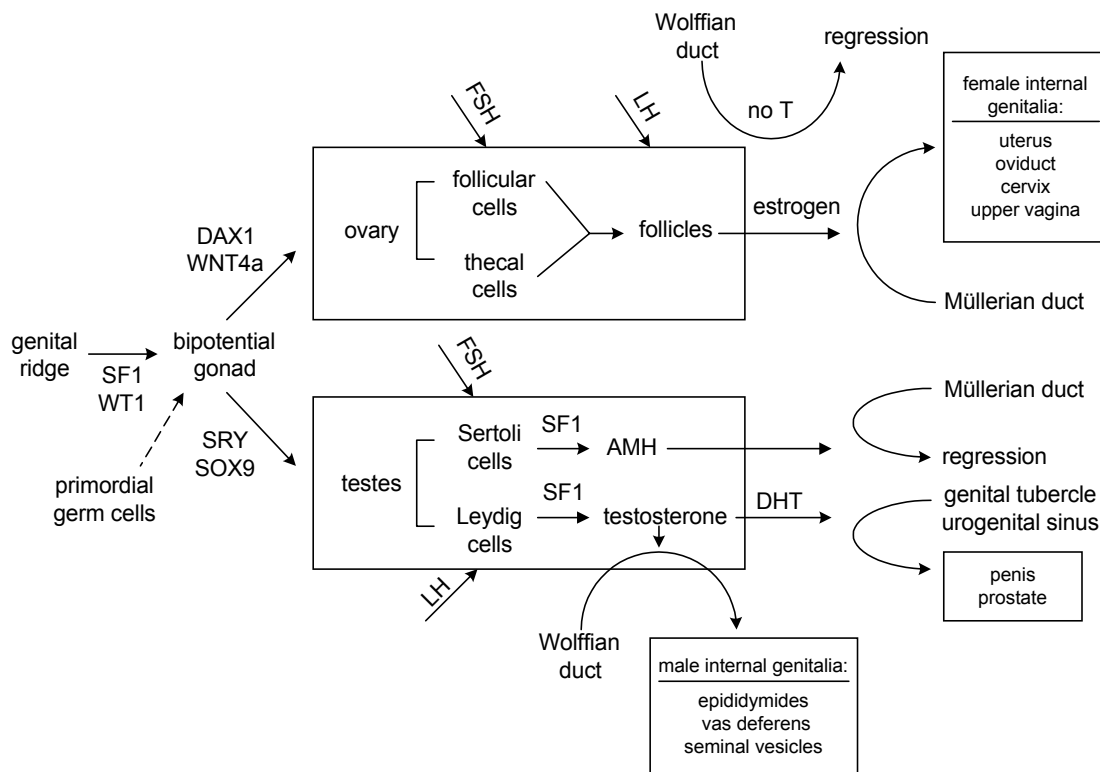 Wolffian
duct
regression
no T
FSH
LH
female internal
genitalia:
uterus
oviduct
cervix
upper vagina
follicular
cells
ovary
follicles
estrogen
thecal
cells
DAX1
WNT4a
Müllerian duct
genital
ridge
SF1
WT1
bipotential
gonad
FSH
SRY
SOX9
primordial
germ cells
Sertoli
cells
SF1
AMH
Müllerian duct
regression
testes
Leydig
cells
SF1
testosterone
DHT
genital tubercle
urogenital sinus
penis
prostate
LH
Wolffian
duct
male internal genitalia:
epididymides
vas deferens
seminal vesicles